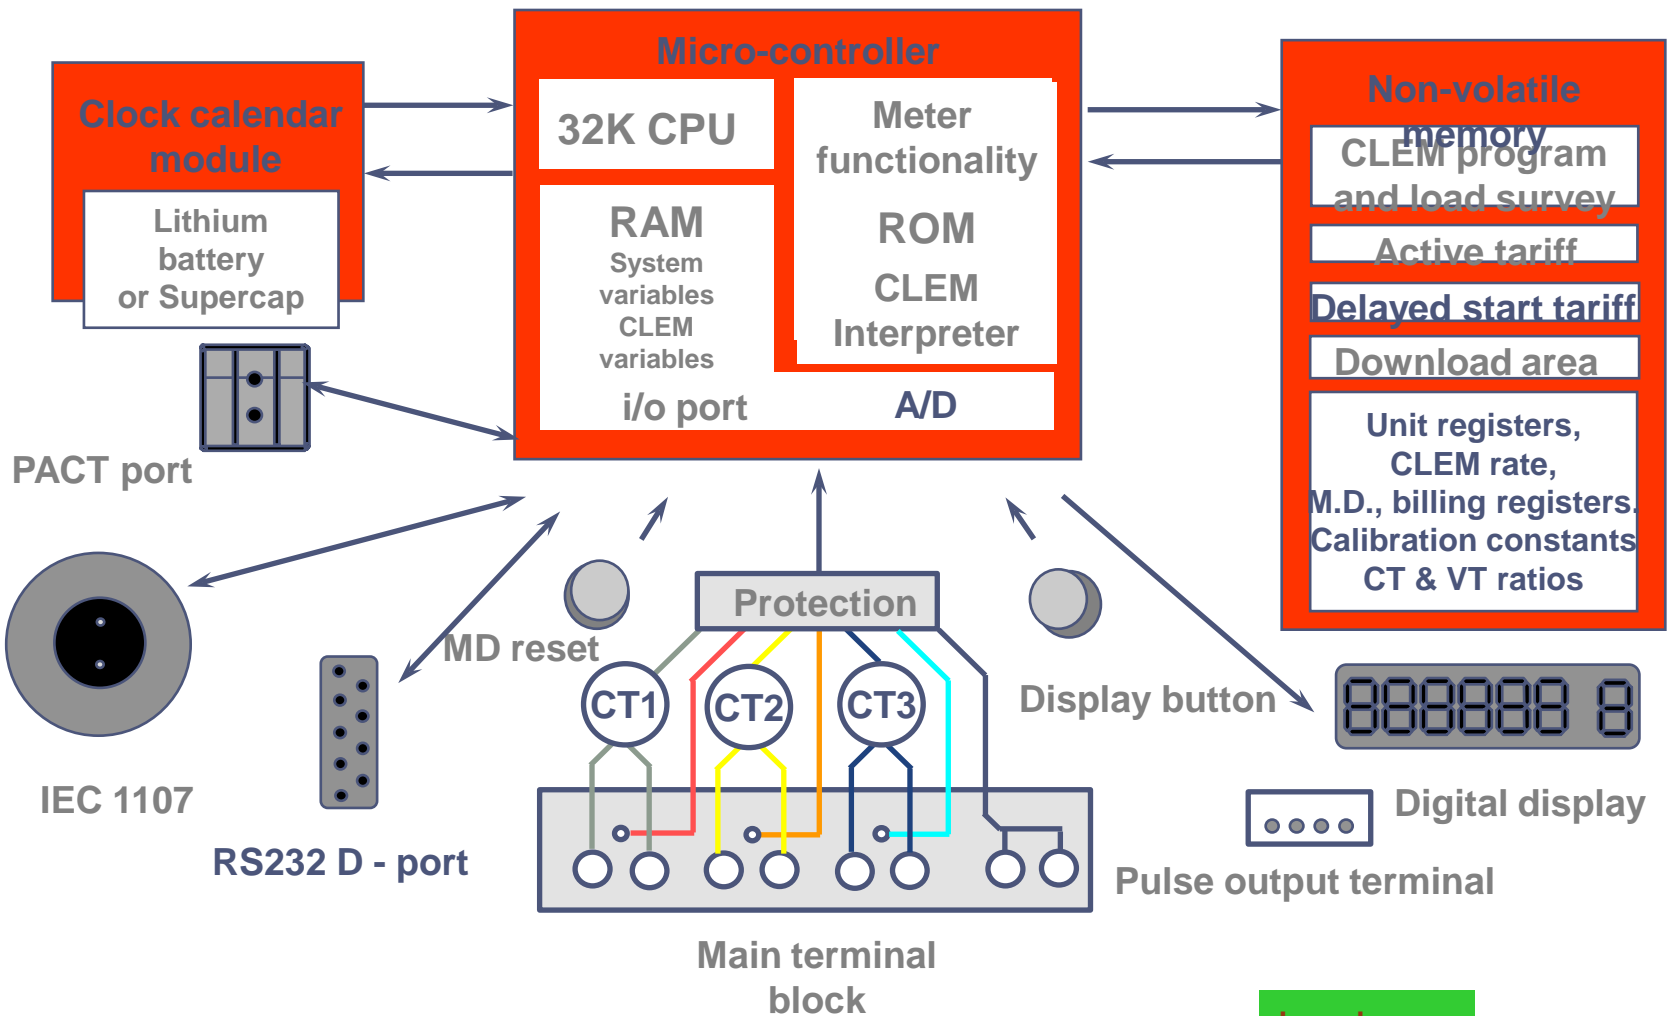 Micro-controller
32K CPU
RAM
System
variables
CLEM
variables
i/o port
Meter
functionality
ROM
CLEM
Interpreter
A/D
Clock calendar
module
Lithium
battery
or Supercap
Non-volatile
memory
CLEM program
and load survey
Active tariff
Delayed start tariff
Download area
Unit registers,
CLEM rate,
M.D., billing registers.
Calibration constants
CT & VT ratios
PACT port
IEC 1107
RS232 D - port
MD reset
Protection
CT1
CT2
CT3
Display button
Digital display
Pulse output terminal
Main terminal
block